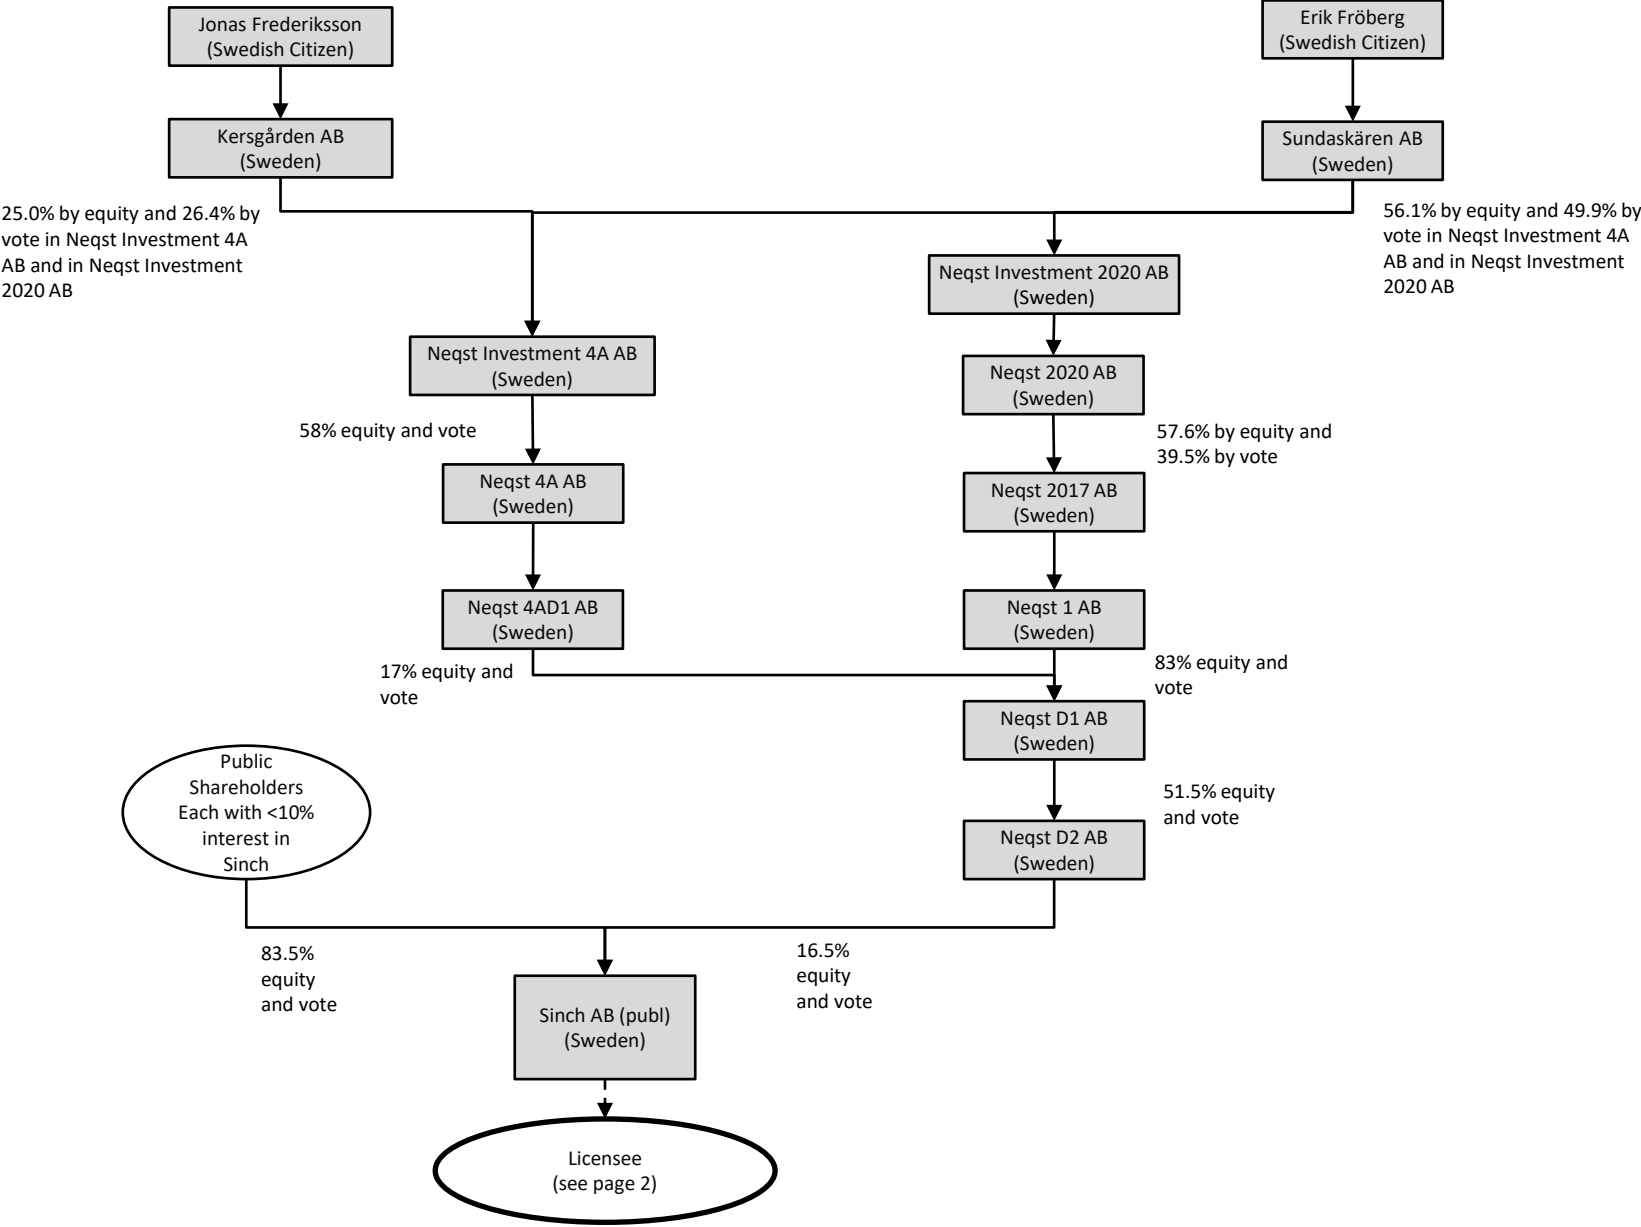 Jonas Frederiksson
(Swedish Citizen)
Erik Fröberg
(Swedish Citizen)
Kersgården AB
(Sweden)
Sundaskären AB
(Sweden)
25.0% by equity and 26.4% by
vote in Neqst Investment 4A
AB and in Neqst Investment
2020 AB
56.1% by equity and 49.9% by
vote in Neqst Investment 4A
AB and in Neqst Investment
2020 AB
Neqst Investment 2020 AB
(Sweden)
Neqst Investment 4A AB
(Sweden)
Neqst 2020 AB
(Sweden)
58% equity and vote
57.6% by equity and
39.5% by vote
Neqst 4A AB
(Sweden)
Neqst 2017 AB
(Sweden)
Neqst 4AD1 AB
(Sweden)
Neqst 1 AB
(Sweden)
17% equity and
vote
83% equity and
vote
Neqst D1 AB
(Sweden)
Public
Shareholders
Each with <10%
interest in
Sinch
51.5% equity
and vote
Neqst D2 AB
(Sweden)
83.5%
equity
and vote
16.5%
equity
and vote
Sinch AB (publ)
(Sweden)
Licensee
(see page 2)